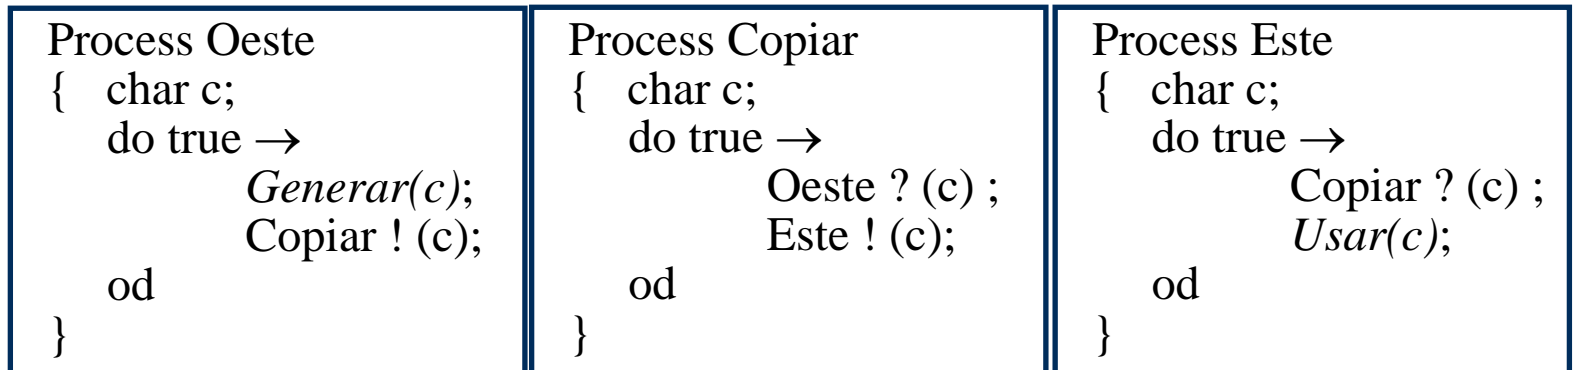 Process Oeste
{ char c;
do true →
Generar(c);
Copiar ! (c);
od
}
Process Copiar
{ char c;
do true →
Oeste ? (c) ;
Este ! (c);
od
}
Process Este
{ char c;
do true →
Copiar ? (c) ;
Usar(c);
od
}